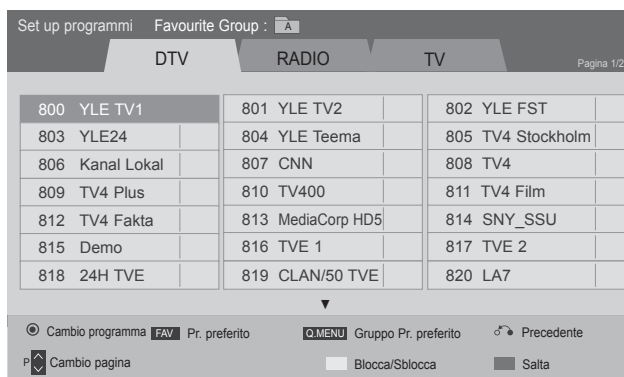 Set up programmi Favourite Group : A
DTV RADIO TV Pagina 1/2
800 YLE TV1 801 YLE TV2 802 YLE FST
803 YLE24 804 YLE Teema 805 TV4 Stockholm
806 Kanal Lokal 807 CNN 808 TV4
809 TV4 Plus 810 TV400 811 TV4 Film
812 TV4 Fakta 813 MediaCorp HD5 814 SNY_SSU
815 Demo 816 TVE 1 817 TVE 2
818 24H TVE 819 CLAN/50 TVE 820 LA7
Cambio programma FAV Pr. preferito Q.MENU Gruppo Pr. preferito Precedente
P Cambio pagina Blocca/Sblocca Salta